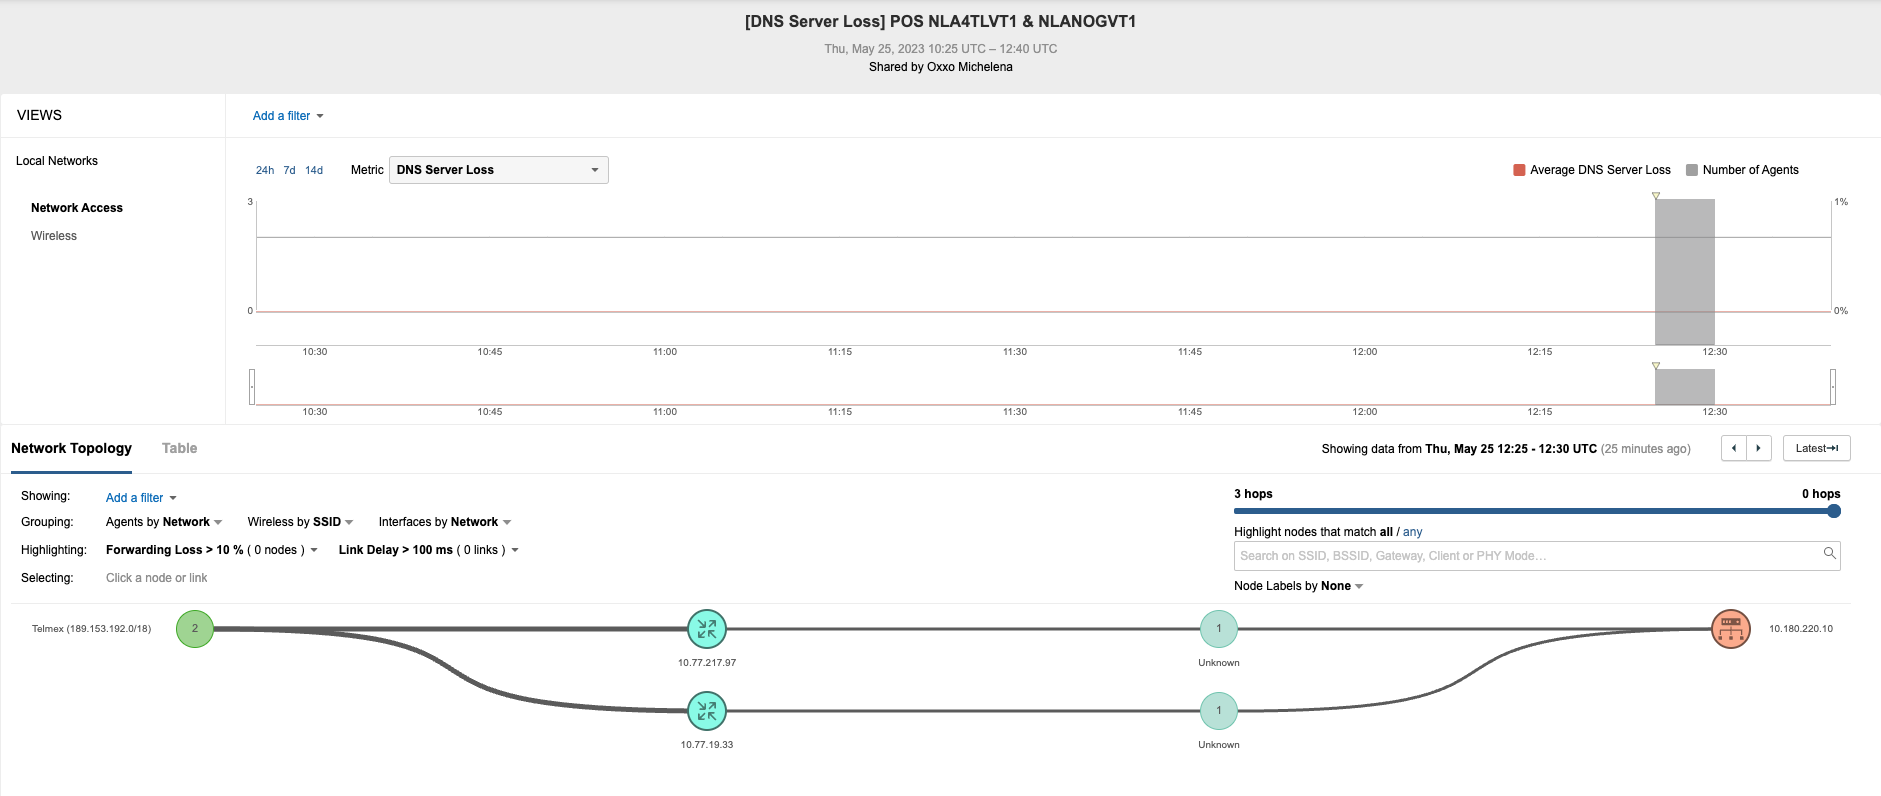 [DNS Server Loss] POS NLA4TLVT1 & NLANOGVT1
Thu, May 25, 2023 10:25 UTC – 12:40 UTC
Shared by Oxxo Michelena
VIEWS
Add a filter
Local Networks
Network Access
Wireless
24h 7d 14d Metric DNS Server Loss
Average DNS Server Loss Number of Agents
3 1%
0 0%
10:30 10:45 11:00 11:15 11:30 11:45 12:00 12:15 12:30
10:30 10:45 11:00 11:15 11:30 11:45 12:00 12:15 12:30
Network Topology Table
Showing data from Thu, May 25 12:25 - 12:30 UTC (25 minutes ago)
Latest
Showing: Add a filter
Grouping: Agents by Network Wireless by SSID Interfaces by Network
Highlighting: Forwarding Loss > 10 % ( 0 nodes ) Link Delay > 100 ms ( 0 links )
Selecting: Click a node or link
3 hops 0 hops
Highlight nodes that match all / any
Search on SSID, BSSID, Gateway, Client or PHY Mode...
Node Labels by None
Telmex (189.153.192.0/18) 2 1 10.180.220.10
10.77.217.97 Unknown
1
10.77.19.33 Unknown